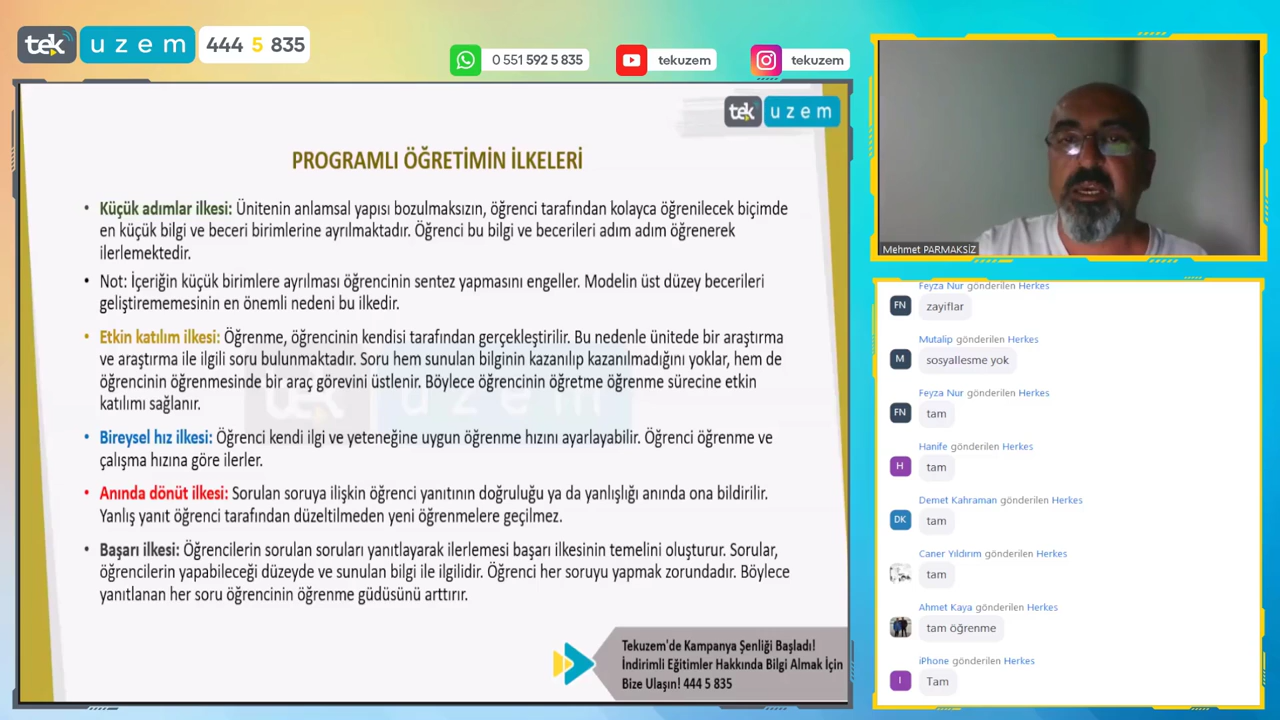 tek uzem 444 5 835
0 551 592 5 835
tekuzem
tekuzem
tek uzem
PROGRAMLI ÖĞRETİMİN İLKELERİ
• Küçük adımlar ilkesi: Ünitenin anlamsal yapısı bozulmaksızın, öğrenci tarafından kolayca öğrenilecek biçimde
en küçük bilgi ve beceri birimlerine ayrılmaktadır. Öğrenci bu bilgi ve becerileri adım adım öğrenerek
ilerlemektedir.
• Not: İçeriğin küçük birimlere ayrılması öğrencinin sentez yapmasını engeller. Modelin üst düzey becerileri
geliştirememesinin en önemli nedeni bu ilkedir.
• Etkin katılım ilkesi: Öğrenme, öğrencinin kendisi tarafından gerçekleştirilir. Bu nedenle ünitede bir araştırma
ve araştırma ile ilgili soru bulunmaktadır. Soru hem sunulan bilginin kazanılıp kazanılmadığını yoklar, hem de
öğrencinin öğrenmesinde bir araç görevini üstlenir. Böylece öğrencinin öğretme öğrenme sürecine etkin
katılımı sağlanır.
• Bireysel hız ilkesi: Öğrenci kendi ilgi ve yeteneğine uygun öğrenme hızını ayarlayabilir. Öğrenci öğrenme ve
çalışma hızına göre ilerler.
• Anında dönüt ilkesi: Sorulan soruya ilişkin öğrenci yanıtının doğruluğu ya da yanlışlığı anında ona bildirilir.
Yanlış yanıt öğrenci tarafından düzeltilmeden yeni öğrenmelere geçilmez.
• Başarı ilkesi: Öğrencilerin sorulan soruları yanıtlayarak ilerlemesi başarı ilkesinin temelini oluşturur. Sorular,
öğrencilerin yapabileceği düzeyde ve sunulan bilgi ile ilgilidir. Öğrenci her soruyu yapmak zorundadır. Böylece
yanıtlanan her soru öğrencinin öğrenme güdüsünü arttırır.
tek uzem
Tekuzem'de Kampanya Şenliği Başladı!
İndirimli Eğitimler Hakkında Bilgi Almak İçin
Bize Ulaşın! 444 5 835
Mehmet PARMAKSİZ
Feyza Nur gönderilen Herkes
FN zayiflar
Mutalip gönderilen Herkes
M sosyallesme yok
Feyza Nur gönderilen Herkes
FN tam
Hanife gönderilen Herkes
H tam
Demet Kahraman gönderilen Herkes
DK tam
Caner Yıldırım gönderilen Herkes
tam
Ahmet Kaya gönderilen Herkes
tam öğrenme
iPhone gönderilen Herkes
I Tam